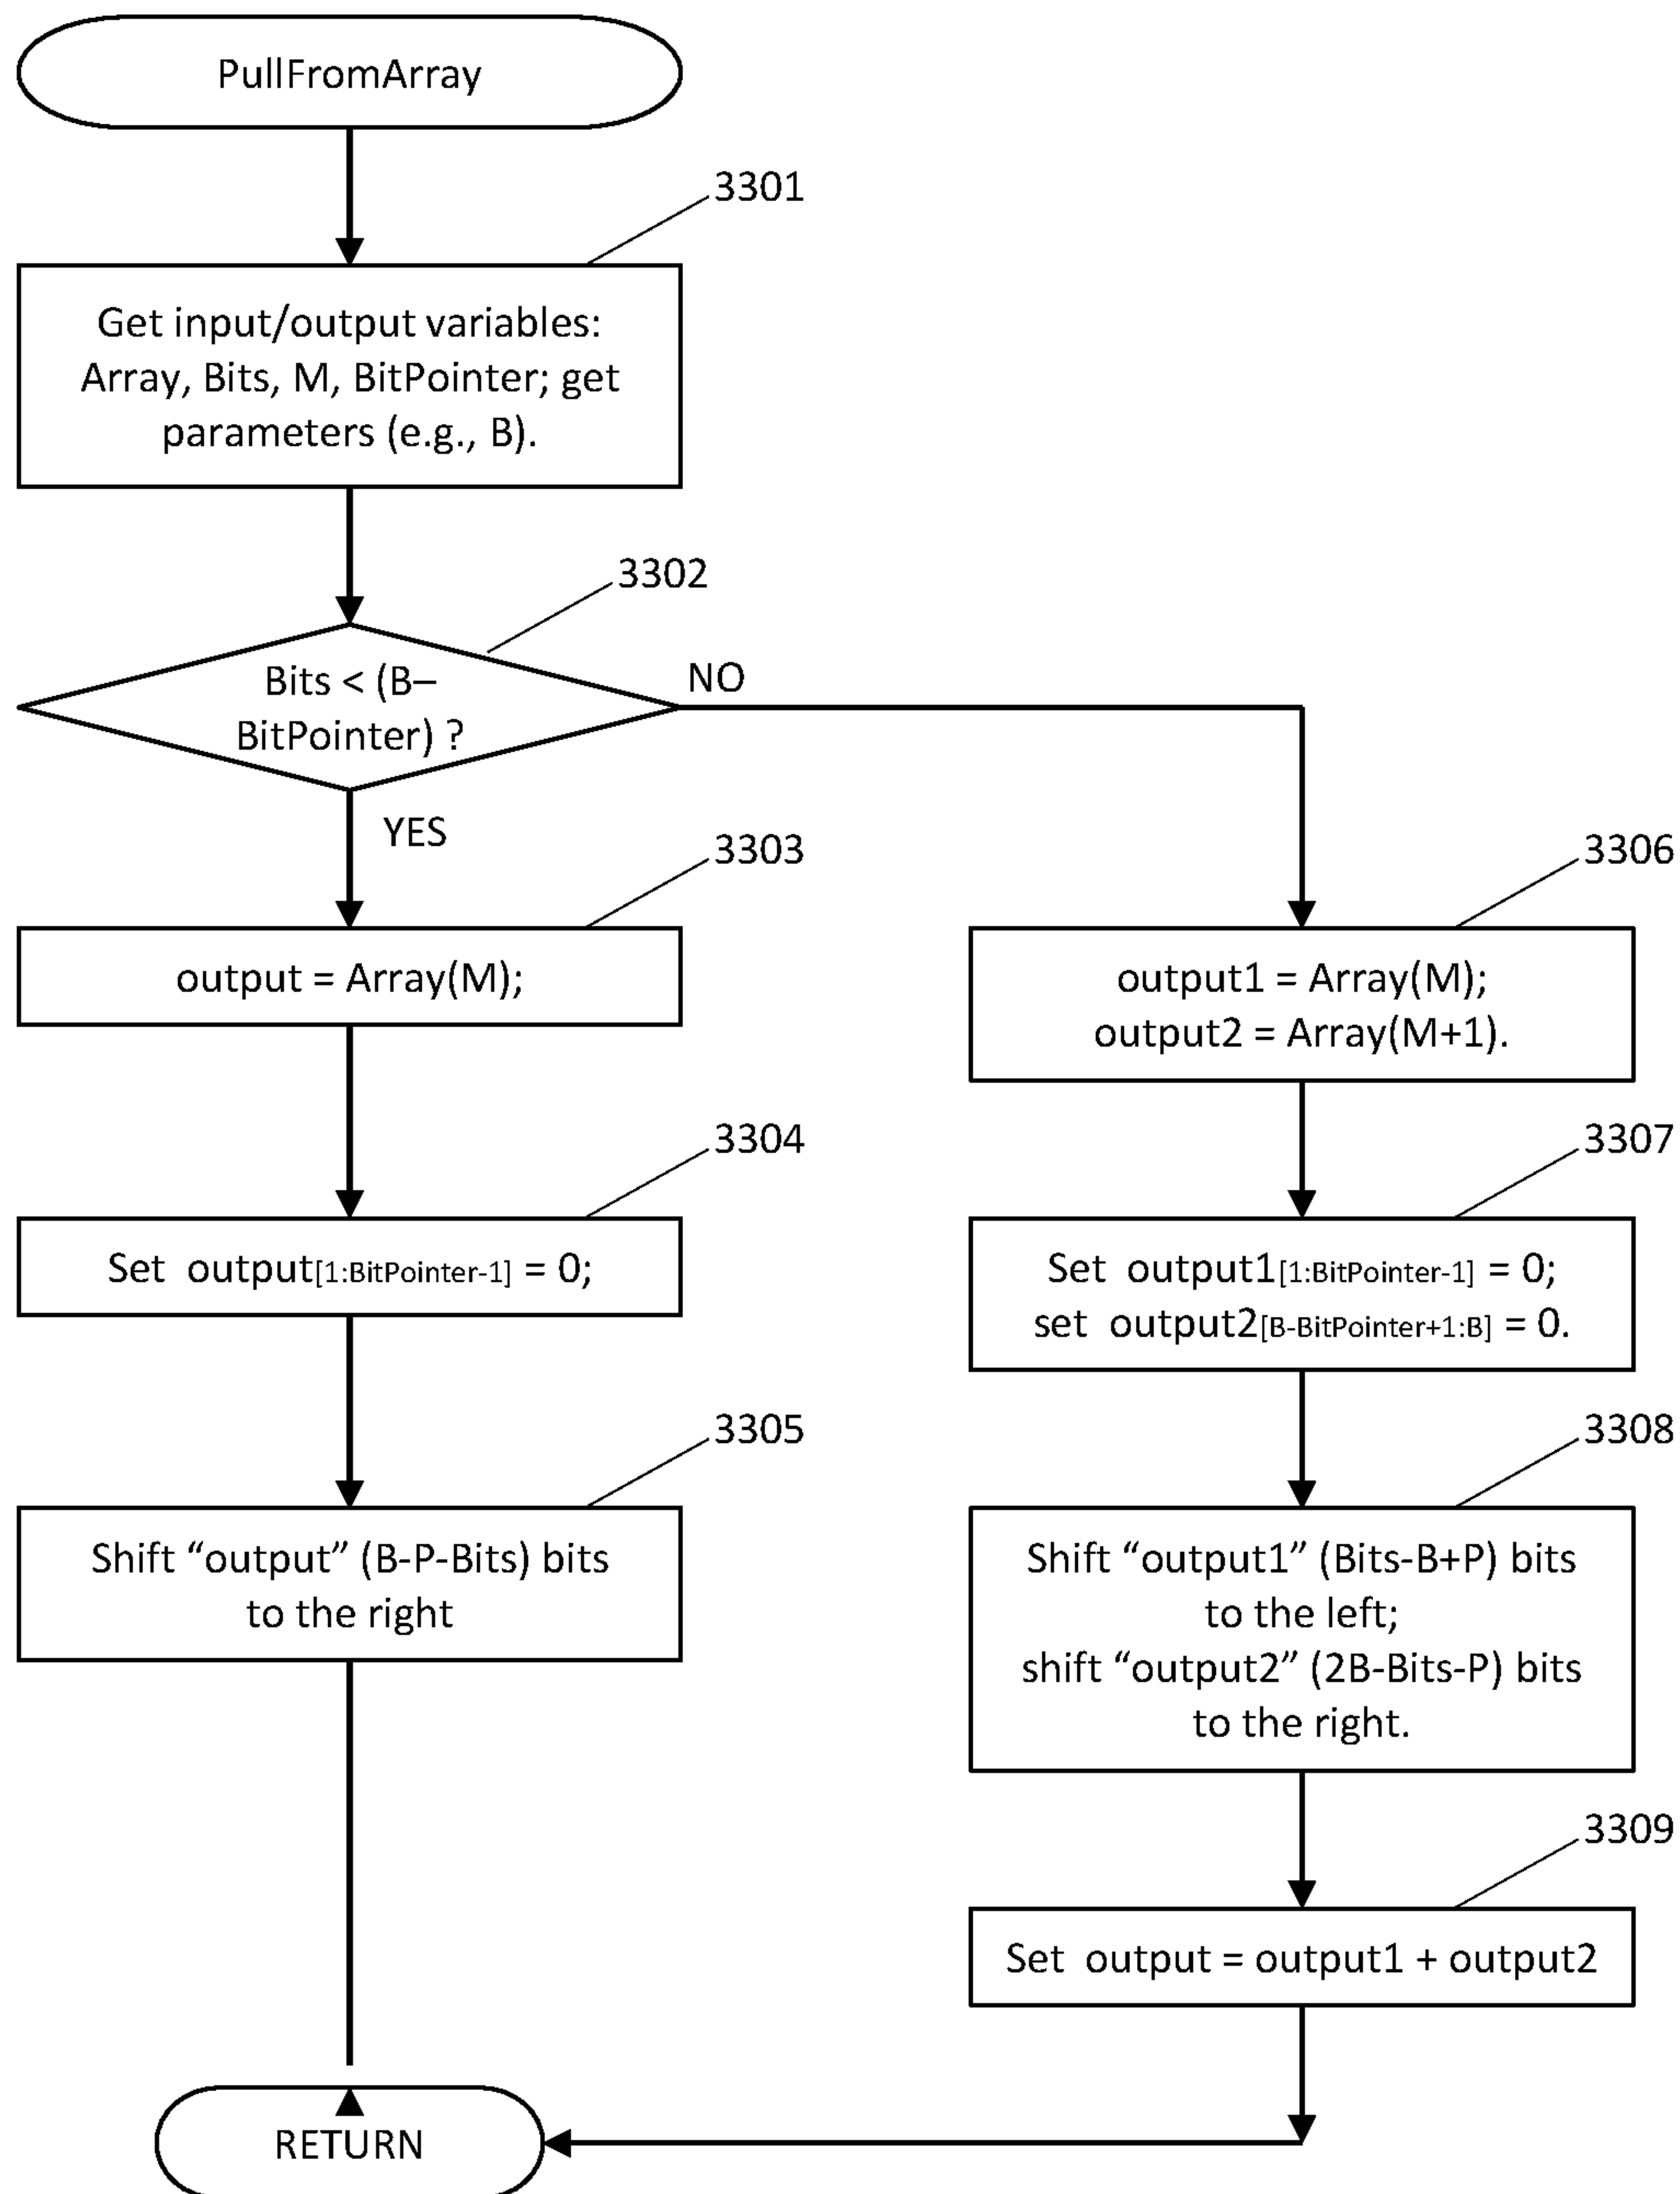 PullFromArray
3301
Get input/output variables:
Array, Bits, M, BitPointer; get
parameters (e.g., B).
3302
Bits < (B–
BitPointer) ?
NO
YES
3303
output = Array(M);
3304
Set output[1:BitPointer-1] = 0;
3305
Shift “output” (B-P-Bits) bits
to the right
3306
output1 = Array(M);
output2 = Array(M+1).
3307
Set output1[1:BitPointer-1] = 0;
set output2[B-BitPointer+1:B] = 0.
3308
Shift “output1” (Bits-B+P) bits
to the left;
shift “output2” (2B-Bits-P) bits
to the right.
3309
Set output = output1 + output2
RETURN